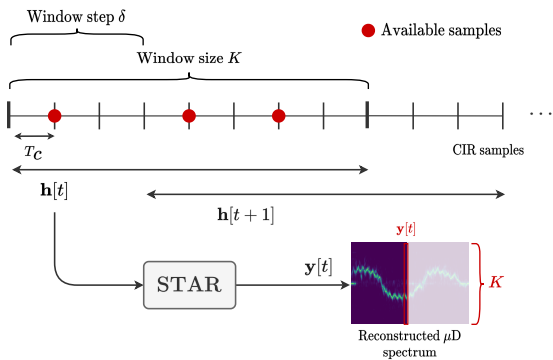 Window step δ
Available samples
Window size K
...
T_c
CIR samples
h[t]
h[t + 1]
y[t]
y[t]
STAR
K
Reconstructed μD
spectrum